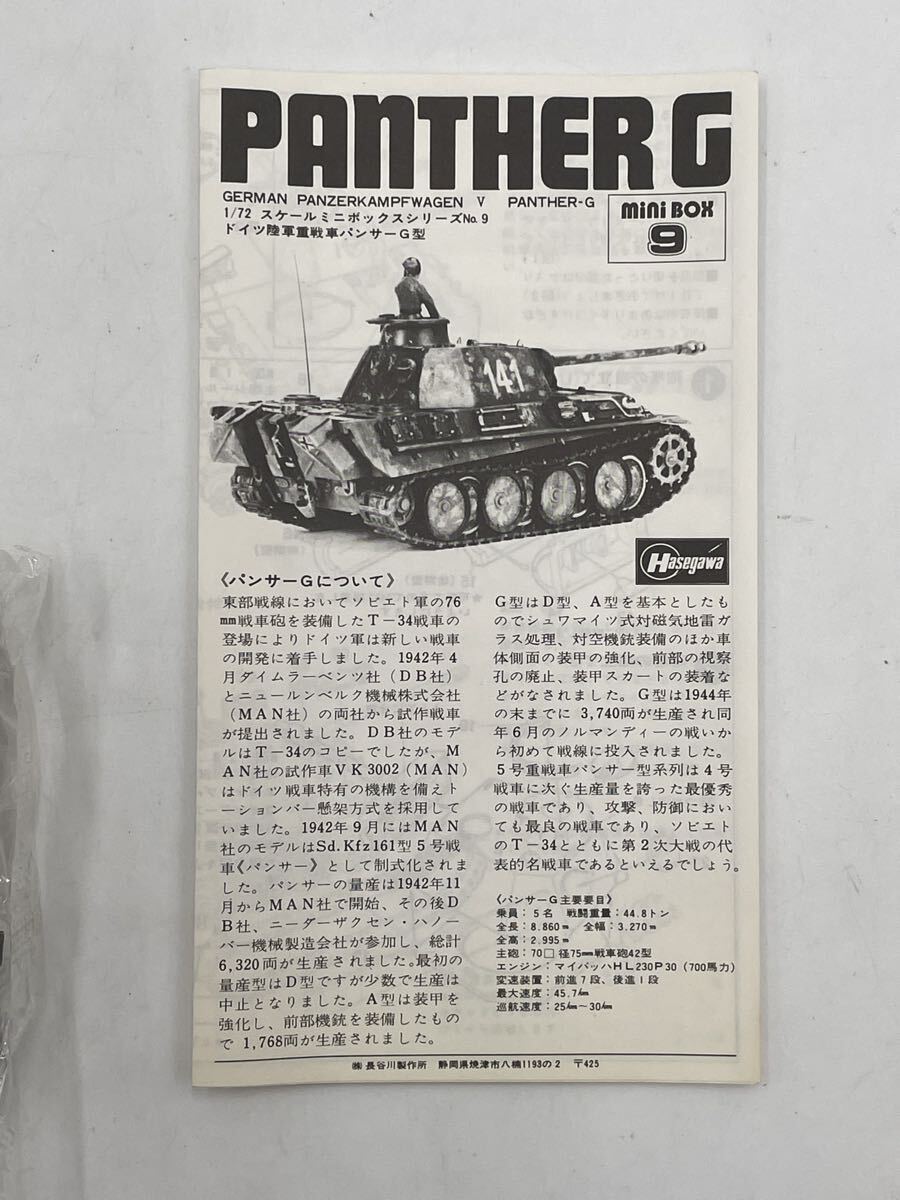 PANTHER G
GERMAN PANZERKAMPFWAGEN V PANTHER-G
1/72 スケールミニボックスシリーズNo.9
ドイツ陸軍重戦車パンサーG型
mini BOX
9
141
Hasegawa
《パンサーGについて》
東部戦線においてソビエト軍の76
mm戦車砲を装備したT-34戦車の
登場によりドイツ軍は新しい戦車
の開発に着手しました。1942年4
月ダイムラーベンツ社(DB社)
とニュールンベルク機械株式会社
(MAN社)の両社から試作戦車
が提出されました。DB社のモデ
ルはT-34のコピーでしたが、M
AN社の試作車VK3002(MAN)
はドイツ戦車特有の機構を備えト
ーションバー懸架方式を採用して
いました。1942年9月にはMAN
社のモデルはSd.Kfz161型5号戦
車《パンサー》として制式化されま
した。パンサーの量産は1942年11
月からMAN社で開始、その後D
B社、ニーダーザクセン・ハノー
バー機械製造会社が参加し、総計
6,320両が生産されました。最初の
量産型はD型ですが少数で生産は
中止となりました。A型は装甲を
強化し、前部機銃を装備したもの
で 1,768両が生産されました。
G型はD型、A型を基本としたも
のでシュワマイツ式対磁気地雷ガ
ラス処理、対空機銃装備のほか車
体側面の装甲の強化、前部の視察
孔の廃止、装甲スカートの装着な
どがなされました。G型は1944年
の末までに 3,740両が生産され同
年6月のノルマンディーの戦いか
ら初めて戦線に投入されました。
5号重戦車パンサー型系列は4号
戦車に次ぐ生産量を誇った最優秀
の戦車であり、攻撃、防御におい
ても最良の戦車であり、ソビエト
のT-34とともに第2次大戦の代
表的名戦車であるといえるでしょう。
《パンサーG主要要目》
乗員:5名 戦闘重量:44.8トン
全長:8.860m 全幅:3.270m
全高:2.995m
主砲:70口径75mm戦車砲42型
エンジン:マイバッハHL230P30(700馬力)
変速装置:前進7段、後進1段
最大速度:45.7km
巡航速度:25km~30km
㈱長谷川製作所 静岡県焼津市八楠1193の2 〒425